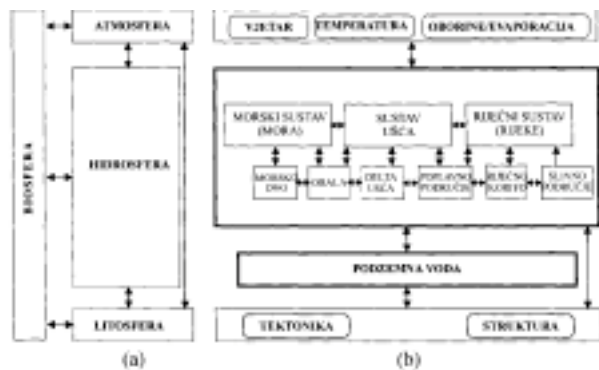 BIOSFERA
ATMOSFERA
HIDROSFERA
LITOSFERA
(a)
VJETAR
TEMPERATURA
OBORINE/EVAPORACIJA
MORSKI SUSTAV
(MORA)
SUSTAV
UŠĆA
RIJEČNI SUSTAV
(RIJEKE)
MORSKO
DNO
OBALA
DELTA
UŠĆA
POPLAVNO
PODRUČJE
RIJEČNO
KORITO
SLIVNO
PODRUČJE
PODZEMNA VODA
TEKTONIKA
STRUKTURA
(b)